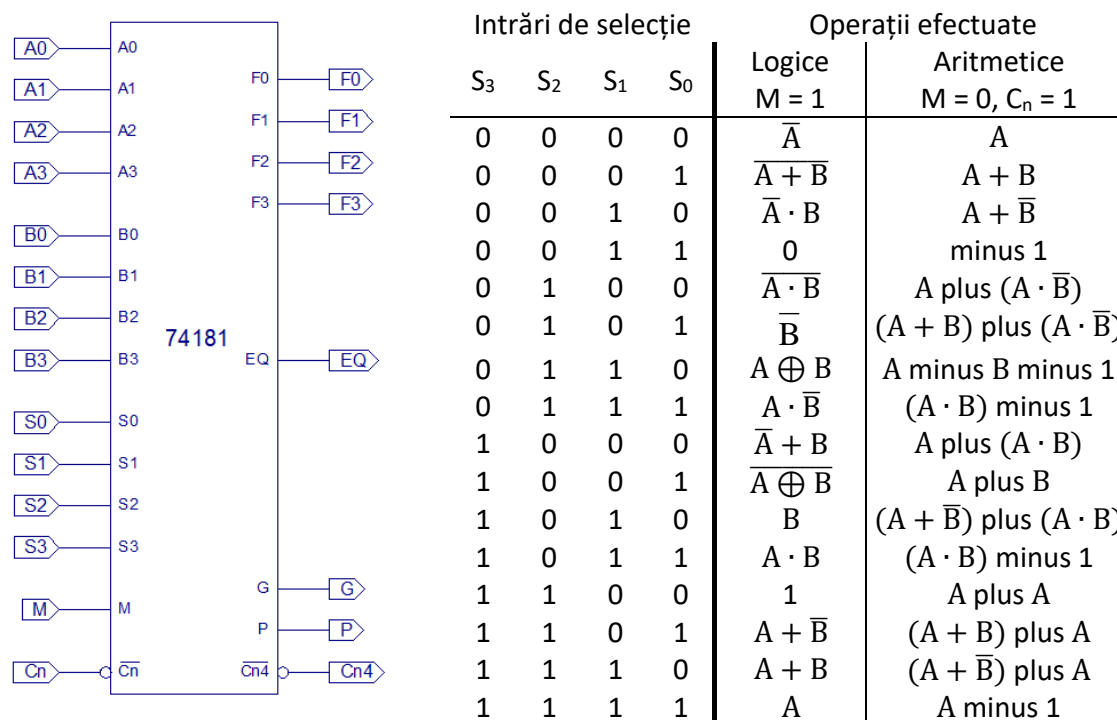 A0 A0
A1 A1
A2 A2
A3 A3
B0 B0
B1 B1
B2 B2
B3 B3
S0 S0
S1 S1
S2 S2
S3 S3
M M
Cn C̅n̅
74181
F0 F0
F1 F1
F2 F2
F3 F3
EQ EQ
G G
P P
C̅n̅4̅ Cn4
Intrări de selecție Operații efectuate
S₃ S₂ S₁ S₀ Logice M = 1 Aritmetice M = 0, Cₙ = 1
0 0 0 0 A̅ A
0 0 0 1 A̅ ̅+̅ ̅B̅ A + B
0 0 1 0 A̅ · B A + B̅
0 0 1 1 0 minus 1
0 1 0 0 A̅ ̅·̅ ̅B̅ A plus (A · B̅)
0 1 0 1 B̅ (A + B) plus (A · B̅)
0 1 1 0 A ⊕ B A minus B minus 1
0 1 1 1 A · B̅ (A · B) minus 1
1 0 0 0 A̅ + B A plus (A · B)
1 0 0 1 A̅ ̅⊕̅ ̅B̅ A plus B
1 0 1 0 B (A + B̅) plus (A · B)
1 0 1 1 A · B (A · B) minus 1
1 1 0 0 1 A plus A
1 1 0 1 A + B̅ (A + B) plus A
1 1 1 0 A + B (A + B̅) plus A
1 1 1 1 A A minus 1